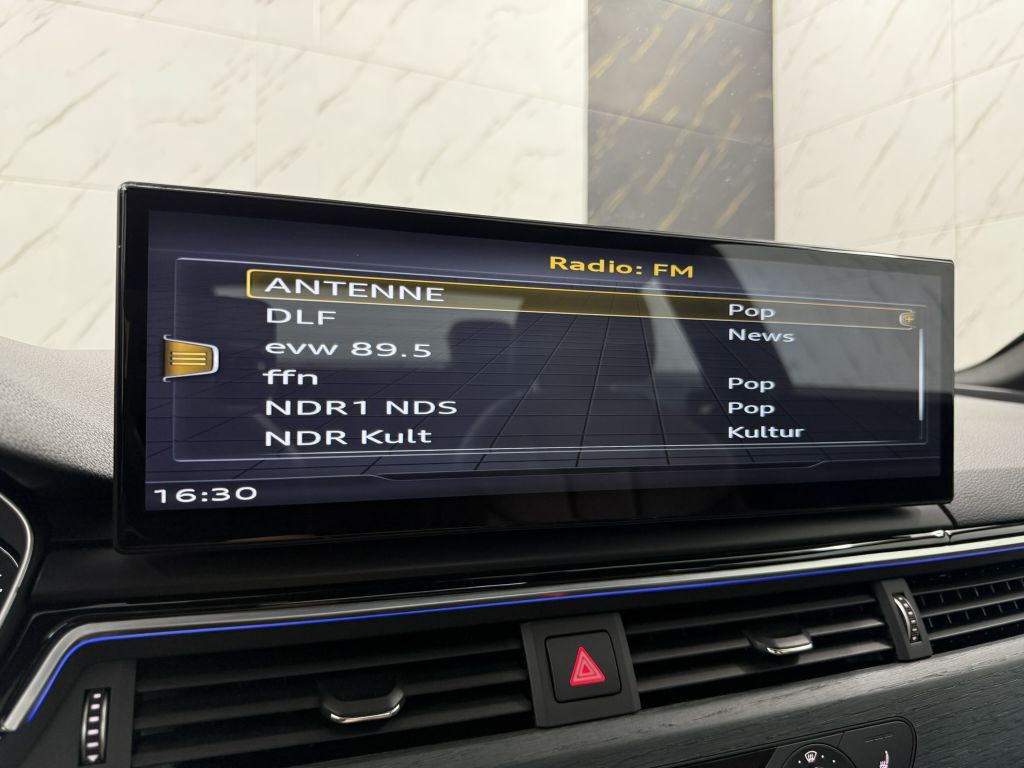 Radio: FM
ANTENNE Pop
DLF News
evw 89.5
ffn Pop
NDR1 NDS Pop
NDR Kult Kultur
16:30